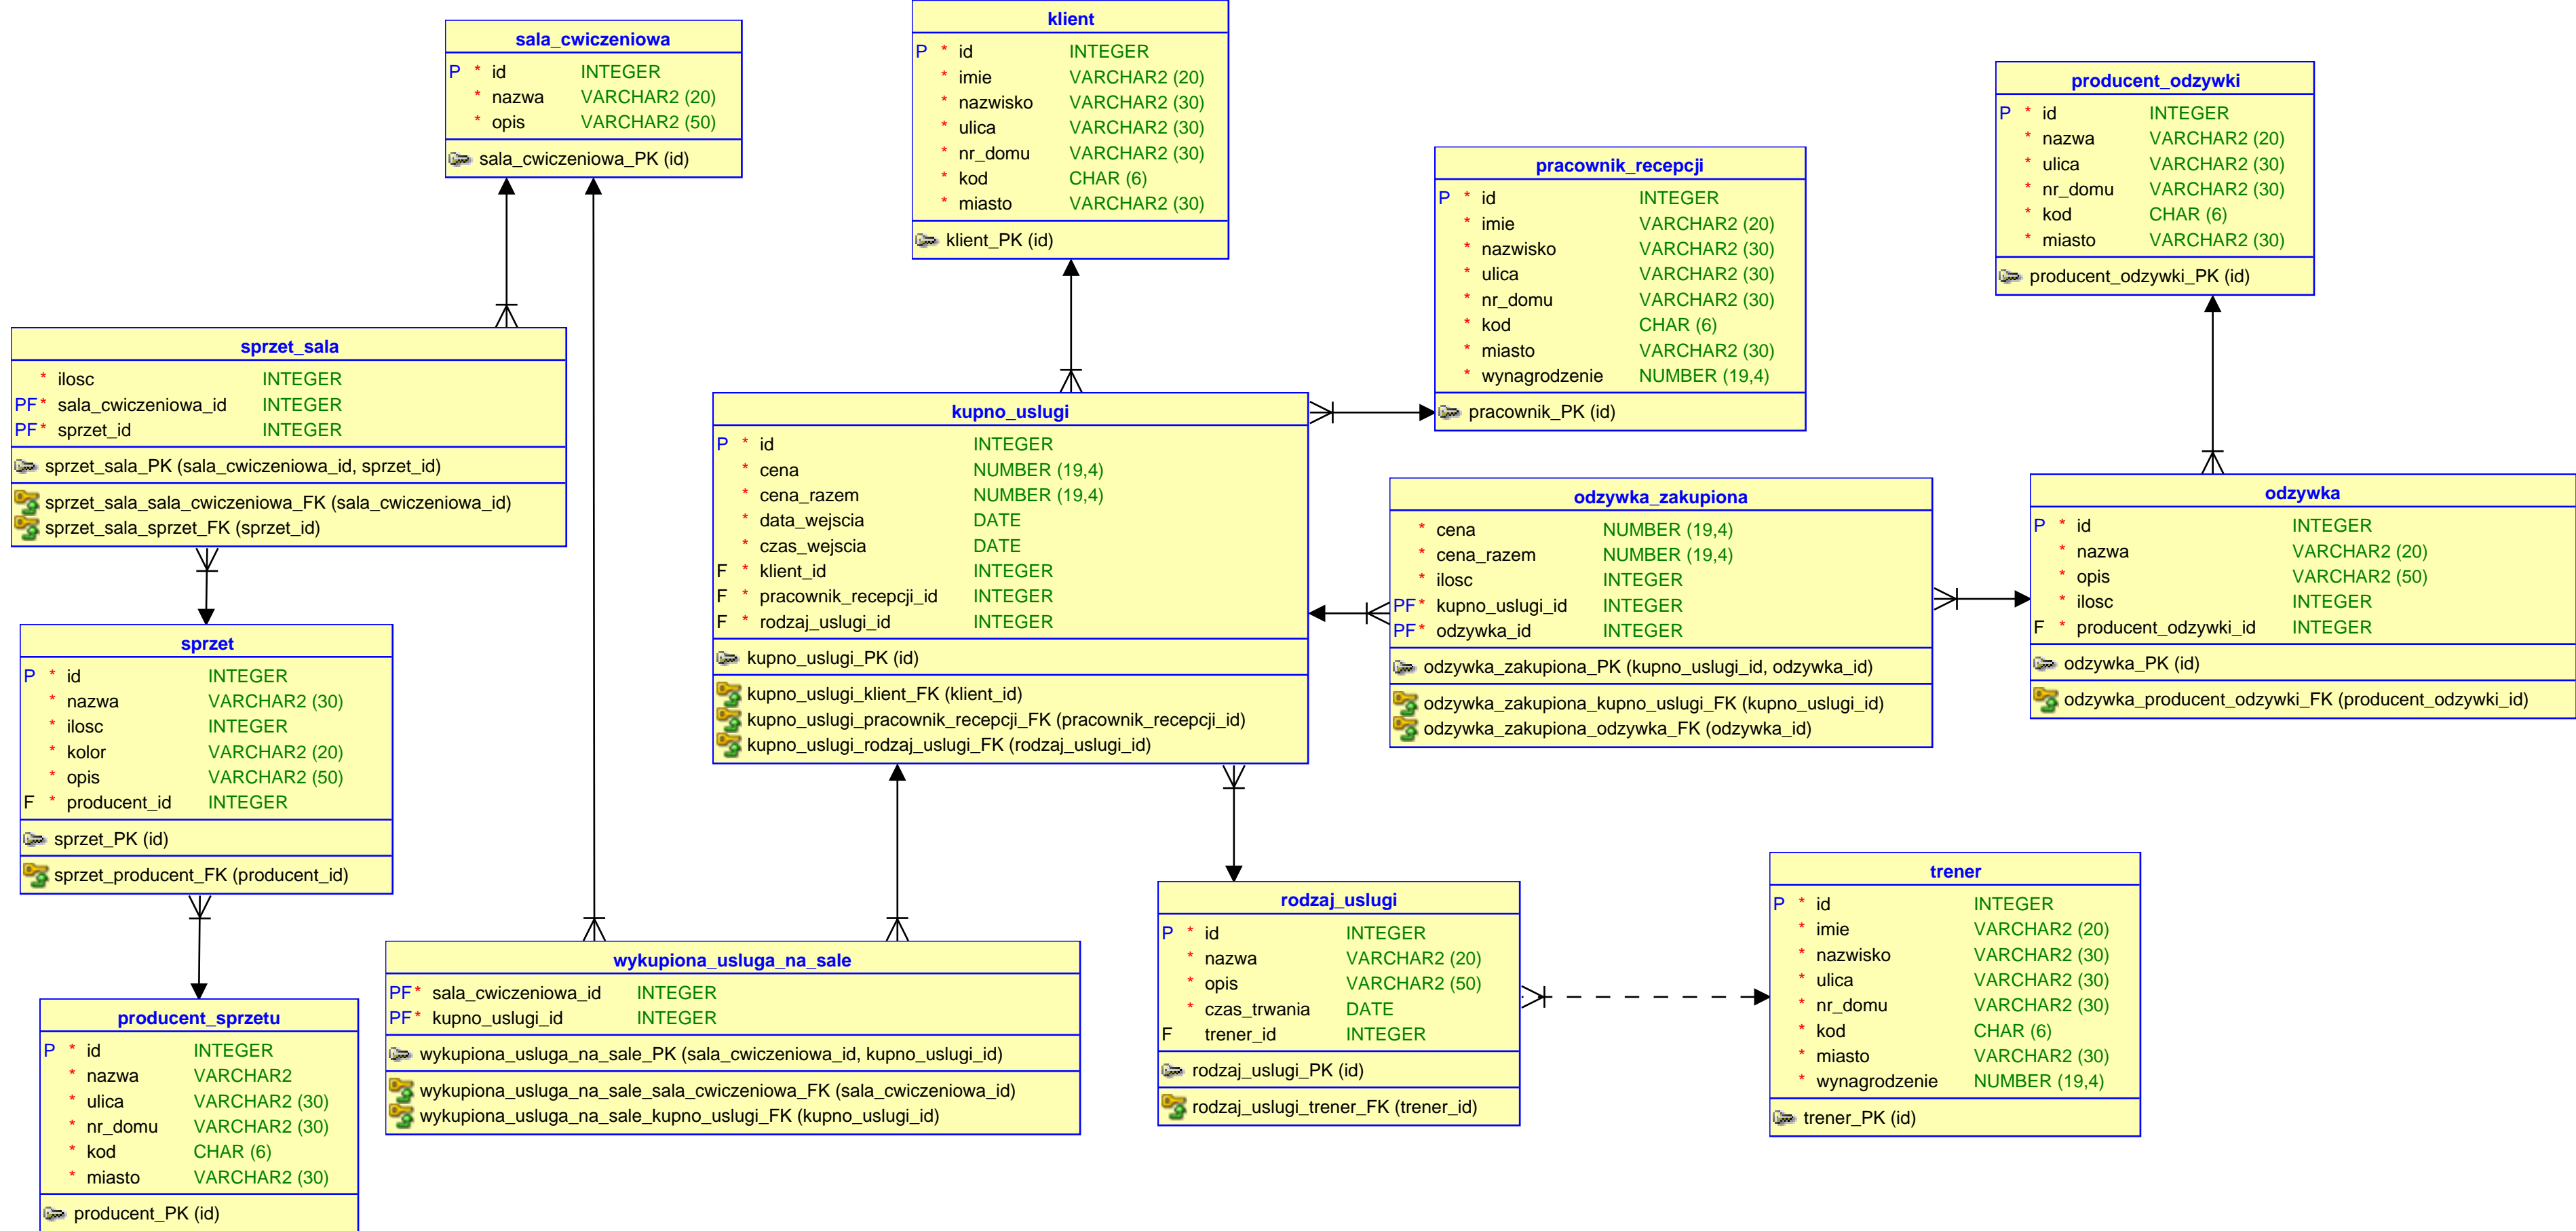 sala_cwiczeniowa
P * id INTEGER
* nazwa VARCHAR2 (20)
* opis VARCHAR2 (50)
sala_cwiczeniowa_PK (id)
klient
P * id INTEGER
* imie VARCHAR2 (20)
* nazwisko VARCHAR2 (30)
* ulica VARCHAR2 (30)
* nr_domu VARCHAR2 (30)
* kod CHAR (6)
* miasto VARCHAR2 (30)
klient_PK (id)
pracownik_recepcji
P * id INTEGER
* imie VARCHAR2 (20)
* nazwisko VARCHAR2 (30)
* ulica VARCHAR2 (30)
* nr_domu VARCHAR2 (30)
* kod CHAR (6)
* miasto VARCHAR2 (30)
* wynagrodzenie NUMBER (19,4)
pracownik_PK (id)
producent_odzywki
P * id INTEGER
* nazwa VARCHAR2 (20)
* ulica VARCHAR2 (30)
* nr_domu VARCHAR2 (30)
* kod CHAR (6)
* miasto VARCHAR2 (30)
producent_odzywki_PK (id)
sprzet_sala
* ilosc INTEGER
PF* sala_cwiczeniowa_id INTEGER
PF* sprzet_id INTEGER
sprzet_sala_PK (sala_cwiczeniowa_id, sprzet_id)
sprzet_sala_sala_cwiczeniowa_FK (sala_cwiczeniowa_id)
sprzet_sala_sprzet_FK (sprzet_id)
kupno_uslugi
P * id INTEGER
* cena NUMBER (19,4)
* cena_razem NUMBER (19,4)
* data_wejscia DATE
* czas_wejscia DATE
F * klient_id INTEGER
F * pracownik_recepcji_id INTEGER
F * rodzaj_uslugi_id INTEGER
kupno_uslugi_PK (id)
kupno_uslugi_klient_FK (klient_id)
kupno_uslugi_pracownik_recepcji_FK (pracownik_recepcji_id)
kupno_uslugi_rodzaj_uslugi_FK (rodzaj_uslugi_id)
odzywka_zakupiona
* cena NUMBER (19,4)
* cena_razem NUMBER (19,4)
* ilosc INTEGER
PF* kupno_uslugi_id INTEGER
PF* odzywka_id INTEGER
odzywka_zakupiona_PK (kupno_uslugi_id, odzywka_id)
odzywka_zakupiona_kupno_uslugi_FK (kupno_uslugi_id)
odzywka_zakupiona_odzywka_FK (odzywka_id)
odzywka
P * id INTEGER
* nazwa VARCHAR2 (20)
* opis VARCHAR2 (50)
* ilosc INTEGER
F * producent_odzywki_id INTEGER
odzywka_PK (id)
odzywka_producent_odzywki_FK (producent_odzywki_id)
sprzet
P * id INTEGER
* nazwa VARCHAR2 (30)
* ilosc INTEGER
* kolor VARCHAR2 (20)
* opis VARCHAR2 (50)
F * producent_id INTEGER
sprzet_PK (id)
sprzet_producent_FK (producent_id)
producent_sprzetu
P * id INTEGER
* nazwa VARCHAR2
* ulica VARCHAR2 (30)
* nr_domu VARCHAR2 (30)
* kod CHAR (6)
* miasto VARCHAR2 (30)
producent_PK (id)
wykupiona_usluga_na_sale
PF* sala_cwiczeniowa_id INTEGER
PF* kupno_uslugi_id INTEGER
wykupiona_usluga_na_sale_PK (sala_cwiczeniowa_id, kupno_uslugi_id)
wykupiona_usluga_na_sale_sala_cwiczeniowa_FK (sala_cwiczeniowa_id)
wykupiona_usluga_na_sale_kupno_uslugi_FK (kupno_uslugi_id)
rodzaj_uslugi
P * id INTEGER
* nazwa VARCHAR2 (20)
* opis VARCHAR2 (50)
* czas_trwania DATE
F trener_id INTEGER
rodzaj_uslugi_PK (id)
rodzaj_uslugi_trener_FK (trener_id)
trener
P * id INTEGER
* imie VARCHAR2 (20)
* nazwisko VARCHAR2 (30)
* ulica VARCHAR2 (30)
* nr_domu VARCHAR2 (30)
* kod CHAR (6)
* miasto VARCHAR2 (30)
* wynagrodzenie NUMBER (19,4)
trener_PK (id)